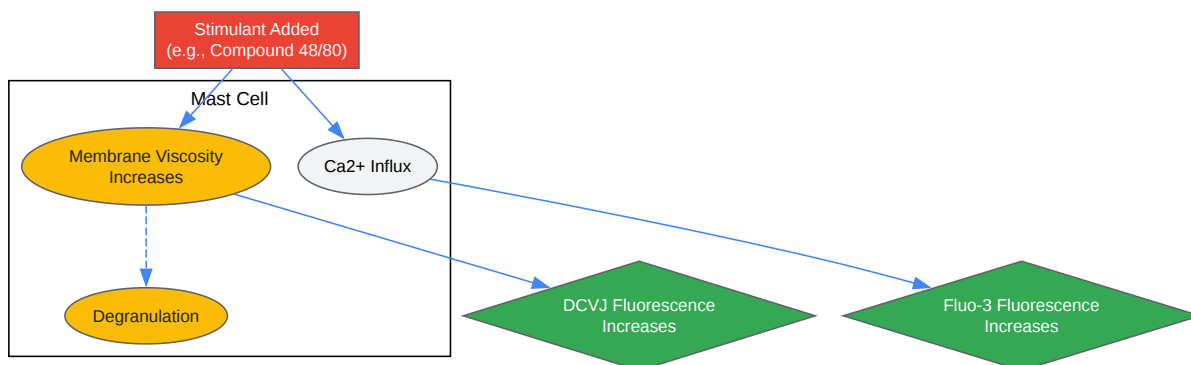 Stimulant Added
(e.g., Compound 48/80)
Mast Cell
Membrane Viscosity
Increases
Ca2+ Influx
Degranulation
DCVJ Fluorescence
Increases
Fluo-3 Fluorescence
Increases